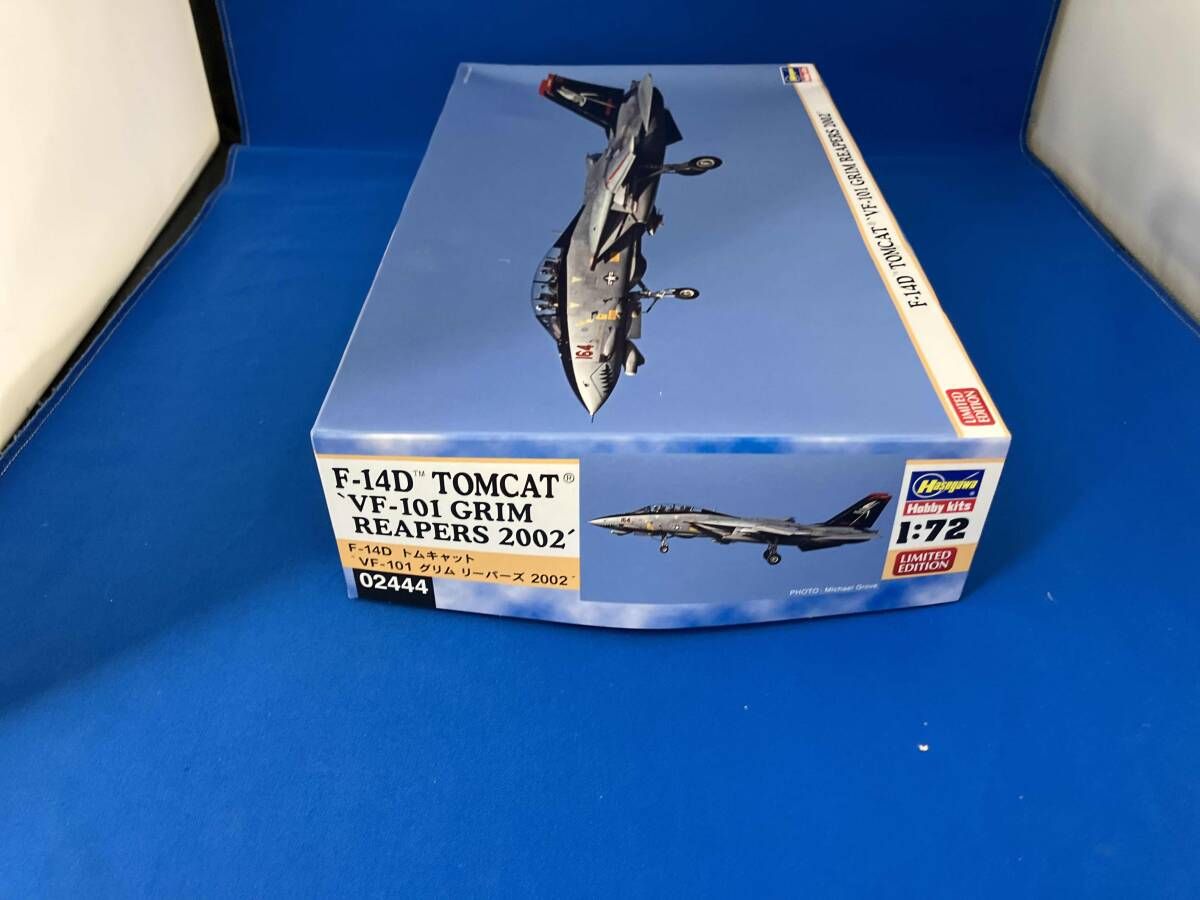 F-14D™ TOMCAT® `VF-101 GRIM REAPERS 2002´
LIMITED
EDITION
164
F-14D™ TOMCAT®
`VF-101 GRIM
REAPERS 2002´
F-14D トムキャット
`VF-101 グリム リーパーズ 2002´
02444
164
PHOTO : Michael Grove
Hasegawa
Hobby kits
1:72
LIMITED
EDITION